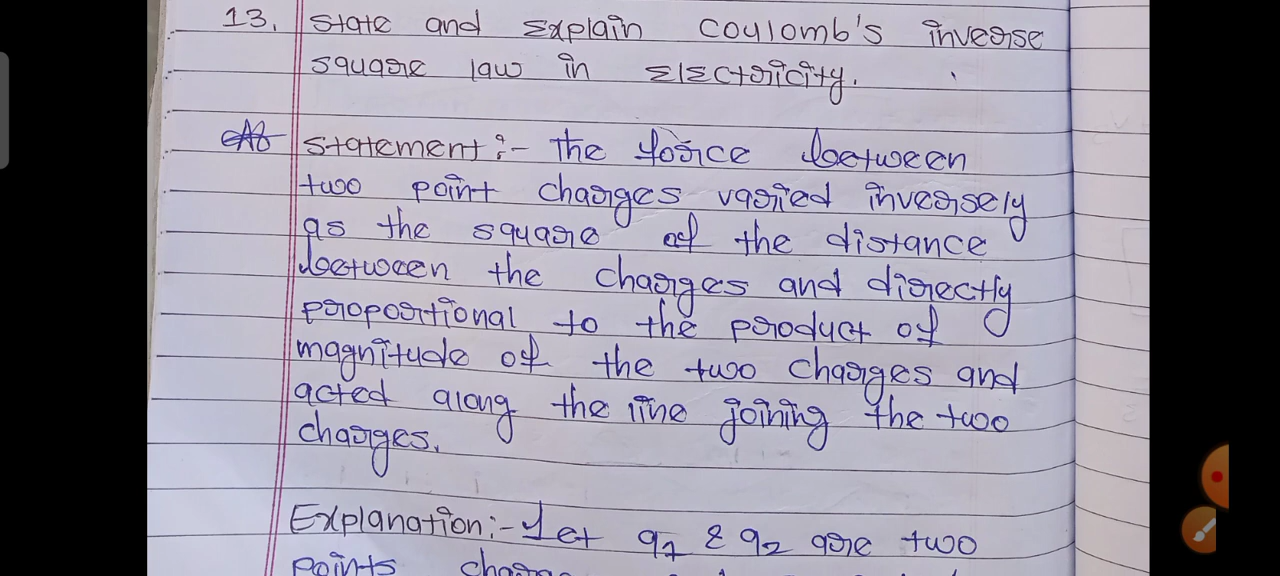 13. State and Explain Coulomb's inverse
square law in Electricity.
Statement:- The force between
two point charges varied inversely
as the square of the distance
between the charges and directly
proportional to the product of
magnitude of the two charges and
acted along the line joining the two
charges.
Explanation:- Let q1 & q2 are two
points